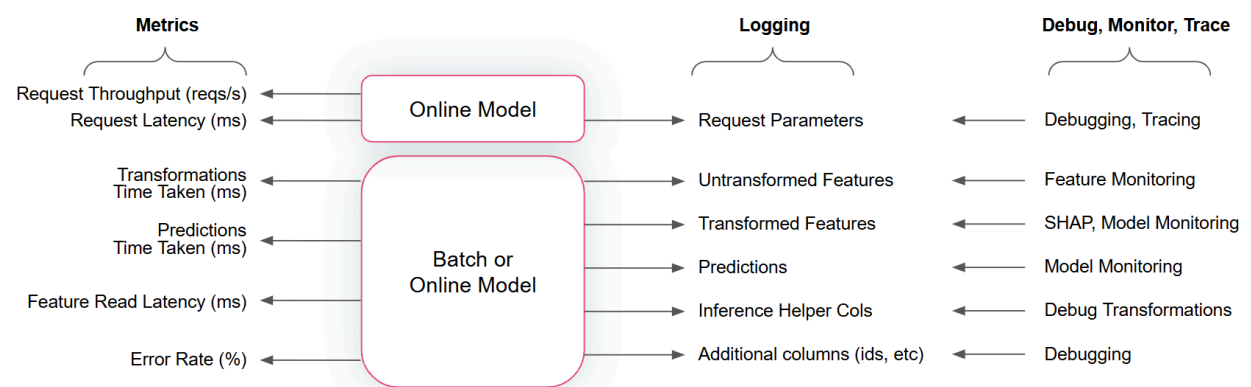 Metrics
Logging
Debug, Monitor, Trace
Request Throughput (reqs/s)
Request Latency (ms)
Online Model
Request Parameters
Debugging, Tracing
Transformations
Time Taken (ms)
Predictions
Time Taken (ms)
Feature Read Latency (ms)
Error Rate (%)
Batch or
Online Model
Untransformed Features
Feature Monitoring
Transformed Features
SHAP, Model Monitoring
Predictions
Model Monitoring
Inference Helper Cols
Debug Transformations
Additional columns (ids, etc)
Debugging